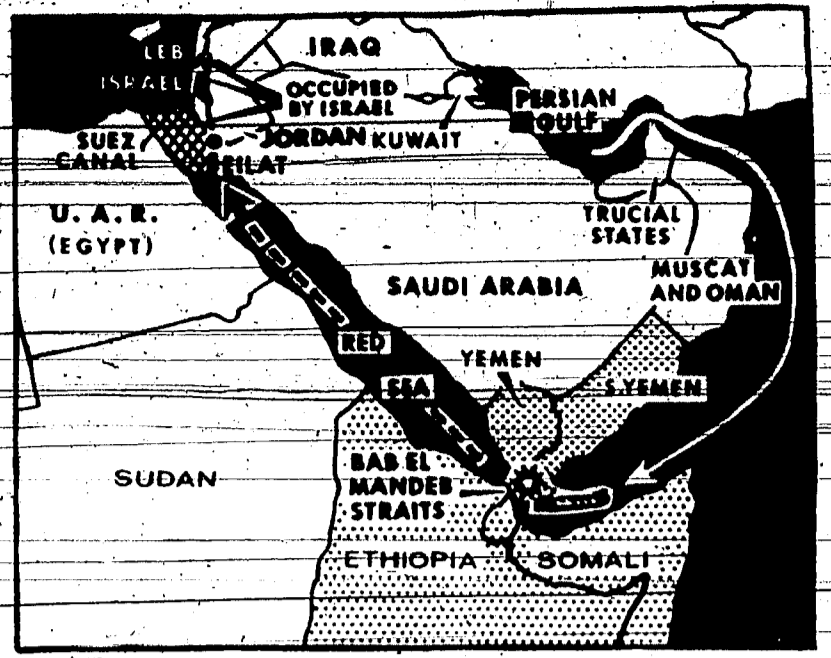 LEB
ISRAEL
IRAQ
OCCUPIED
BY ISRAEL
PERSIAN
GULF
SUEZ
CANAL
JORDAN
KUWAIT
EILAT
U. A. R.
(EGYPT)
TRUCIAL
STATES
SAUDI ARABIA
MUSCAT
AND OMAN
RED
SEA
YEMEN
S.YEMEN
SUDAN
BAB EL
MANDEB
STRAITS
ETHIOPIA
SOMALI